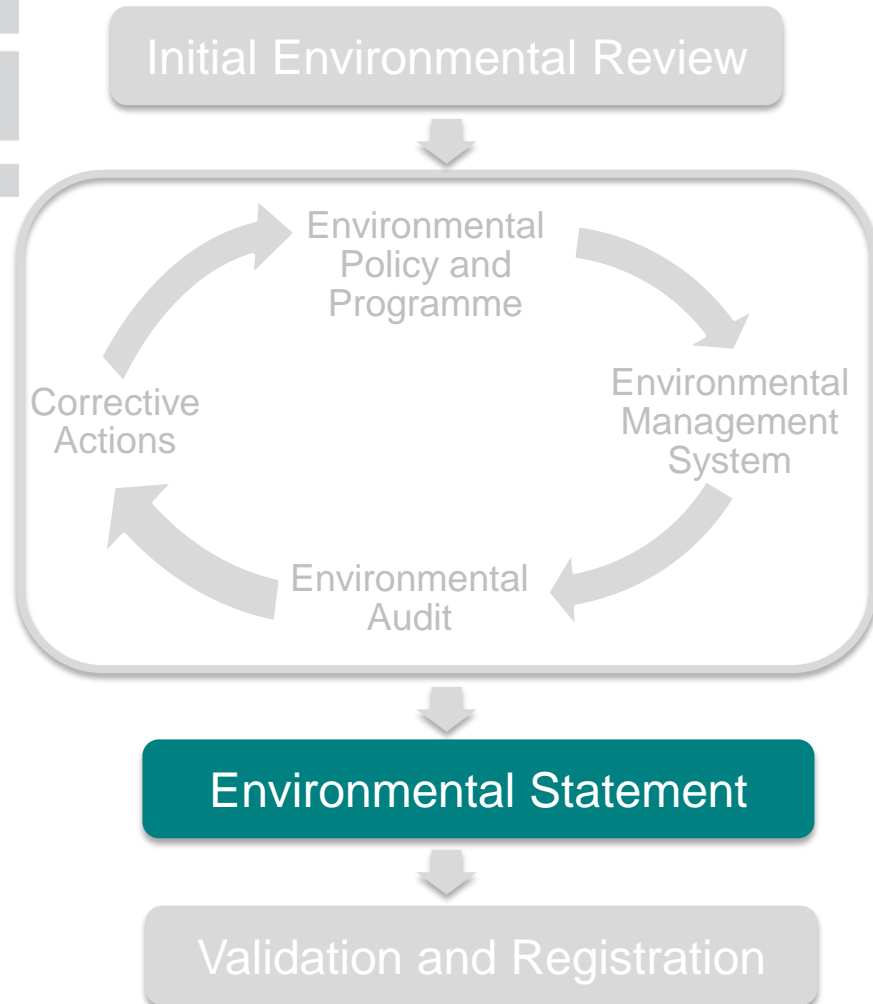 Initial Environmental Review
Environmental
Policy and
Programme
Environmental
Management
System
Corrective
Actions
Environmental
Audit
Environmental Statement
Validation and Registration